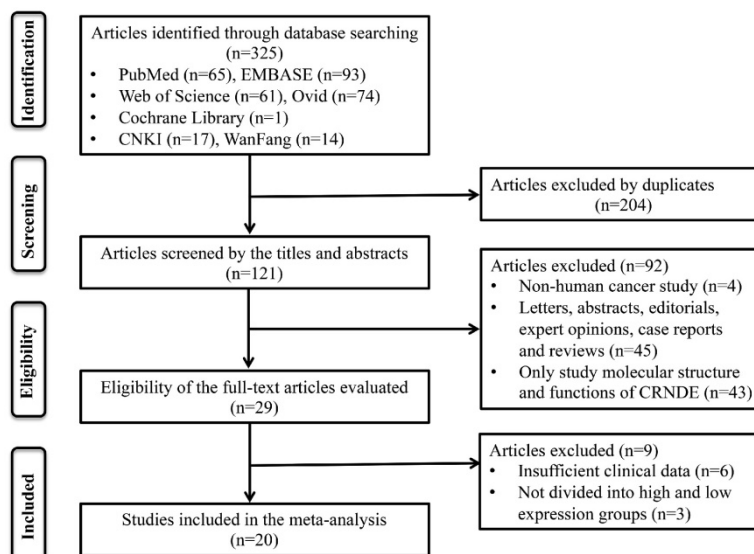 Identification
Articles identified through database searching
(n=325)
• PubMed (n=65), EMBASE (n=93)
• Web of Science (n=61), Ovid (n=74)
• Cochrane Library (n=1)
• CNKI (n=17), WanFang (n=14)
Screening
Articles excluded by duplicates
(n=204)
Articles screened by the titles and abstracts
(n=121)
Articles excluded (n=92)
• Non-human cancer study (n=4)
• Letters, abstracts, editorials,
expert opinions, case reports
and reviews (n=45)
• Only study molecular structure
and functions of CRNDE (n=43)
Eligibility
Eligibility of the full-text articles evaluated
(n=29)
Articles excluded (n=9)
• Insufficient clinical data (n=6)
• Not divided into high and low
expression groups (n=3)
Included
Studies included in the meta-analysis
(n=20)